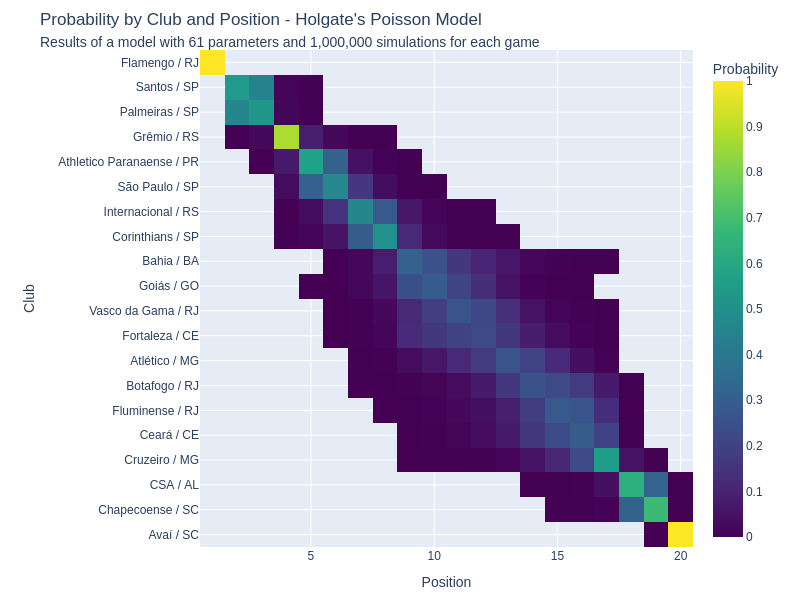 Probability by Club and Position - Holgate's Poisson Model
Results of a model with 61 parameters and 1,000,000 simulations for each game
Probability
Flamengo / RJ
Santos / SP
Palmeiras / SP
Grêmio / RS
Athletico Paranaense / PR
São Paulo / SP
Internacional / RS
Corinthians / SP
Bahia / BA
Goiás / GO
Vasco da Gama / RJ
Fortaleza / CE
Atlético / MG
Botafogo / RJ
Fluminense / RJ
Ceará / CE
Cruzeiro / MG
CSA / AL
Chapecoense / SC
Avaí / SC
Club
5
10
15
20
Position
1
0.9
0.8
0.7
0.6
0.5
0.4
0.3
0.2
0.1
0